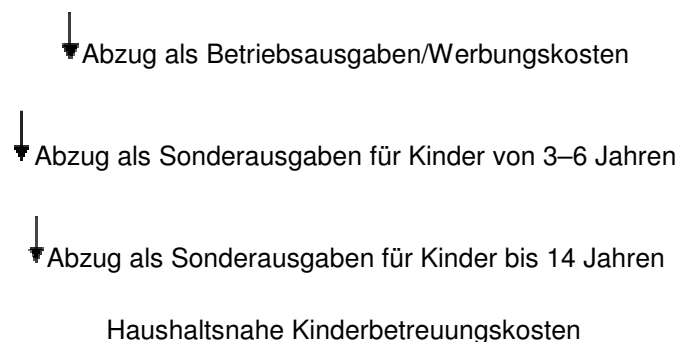 Abzug als Betriebsausgaben/Werbungskosten
Abzug als Sonderausgaben für Kinder von 3–6 Jahren
Abzug als Sonderausgaben für Kinder bis 14 Jahren
Haushaltsnahe Kinderbetreuungskosten